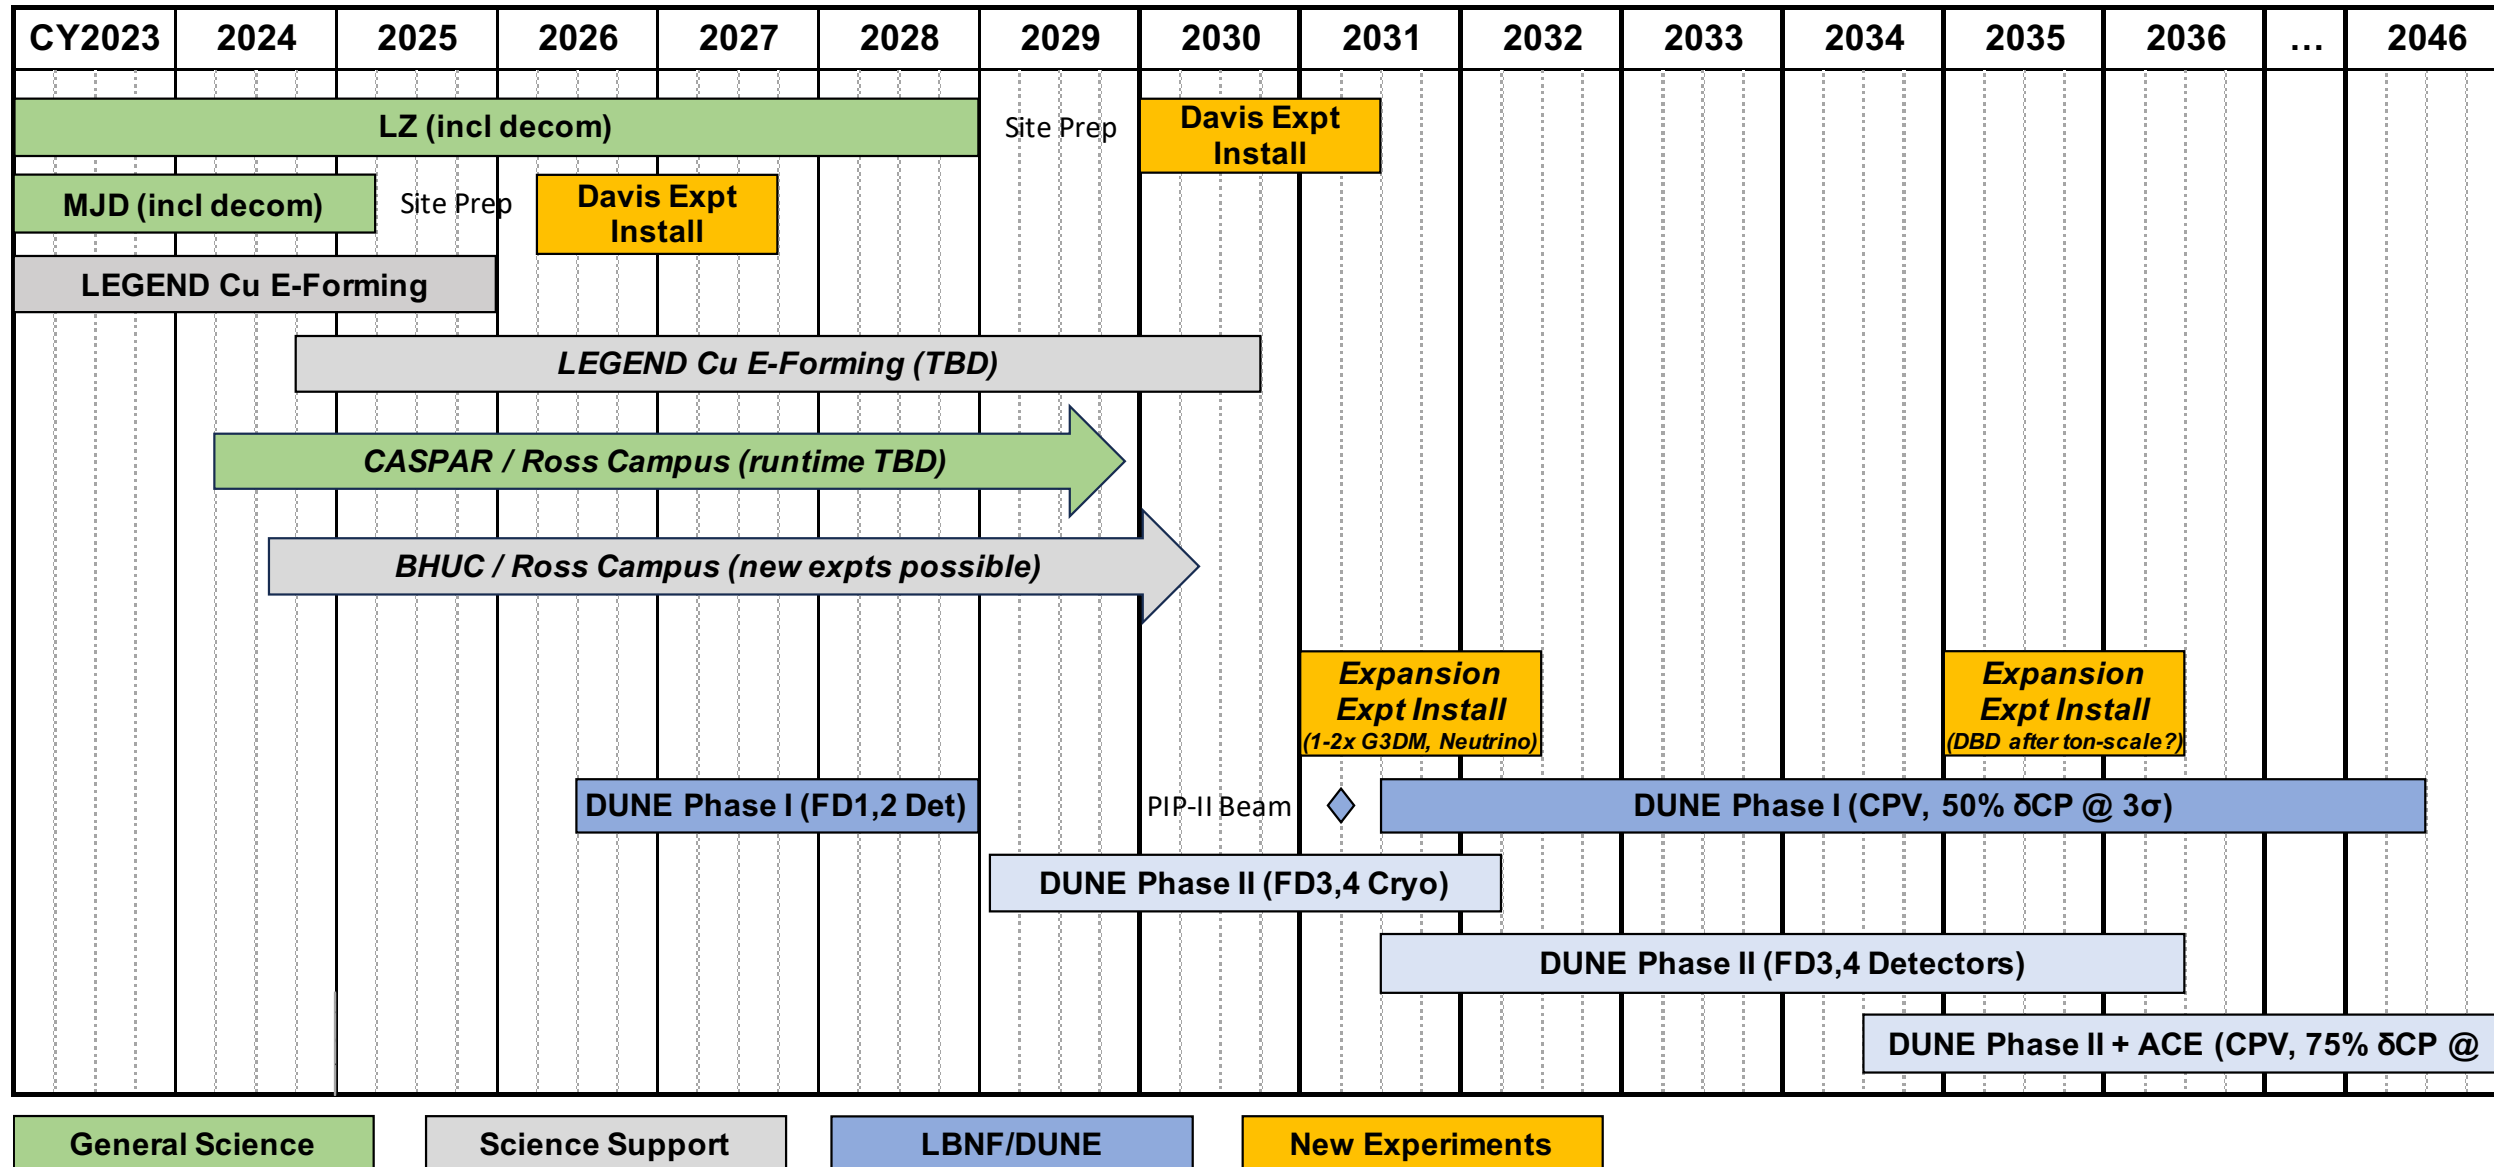 CY2023 2024 2025 2026 2027 2028 2029 2030 2031 2032 2033 2034 2035 2036 ... 2046
LZ (incl decom)
Site Prep
Davis Expt
Install
MJD (incl decom)
Site Prep
Davis Expt
Install
LEGEND Cu E-Forming
LEGEND Cu E-Forming (TBD)
CASPAR / Ross Campus (runtime TBD)
BHUC / Ross Campus (new expts possible)
Expansion
Expt Install
(1-2x G3DM, Neutrino)
Expansion
Expt Install
(DBD after ton-scale?)
DUNE Phase I (FD1,2 Det)
PIP-II Beam
DUNE Phase I (CPV, 50% δCP @ 3σ)
DUNE Phase II (FD3,4 Cryo)
DUNE Phase II (FD3,4 Detectors)
DUNE Phase II + ACE (CPV, 75% δCP @
General Science
Science Support
LBNF/DUNE
New Experiments